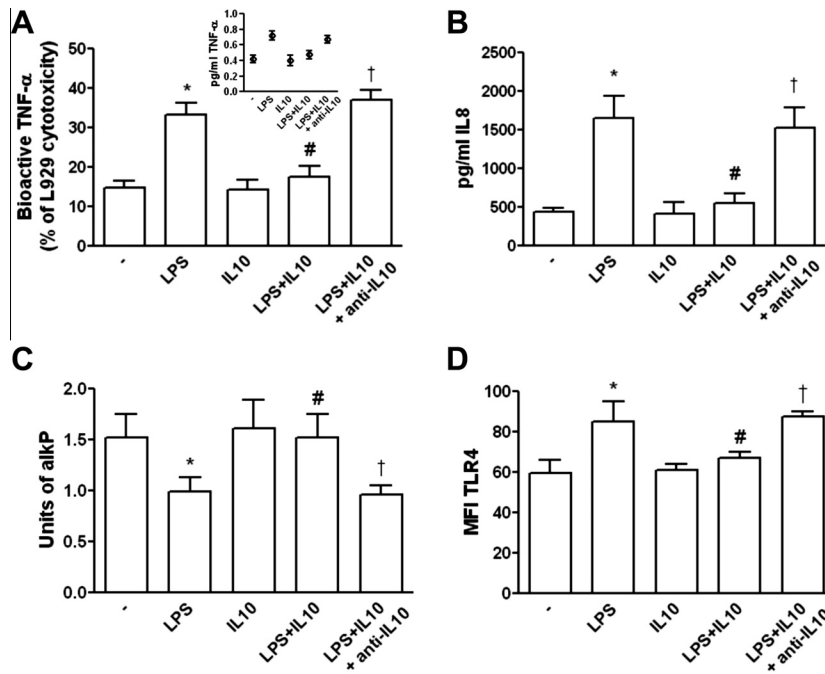 A
Bioactive TNF-α
(% of L929 cytotoxicity)
50
40
30
20
10
0
*
#
†
-
LPS
IL10
LPS+IL10
LPS+IL10
+ anti-IL10
pg/ml TNF-α
1.0
0.8
0.6
0.4
0.2
0.0
-
LPS
IL10
LPS+IL10
LPS+IL10
+ anti-IL10
B
pg/ml IL8
2500
2000
1500
1000
500
0
*
#
†
-
LPS
IL10
LPS+IL10
LPS+IL10
+ anti-IL10
C
Units of alkP
2.0
1.5
1.0
0.5
0.0
*
#
†
-
LPS
IL10
LPS+IL10
LPS+IL10
+ anti-IL10
D
MFI TLR4
100
80
60
40
20
0
*
#
†
-
LPS
IL10
LPS+IL10
LPS+IL10
+ anti-IL10